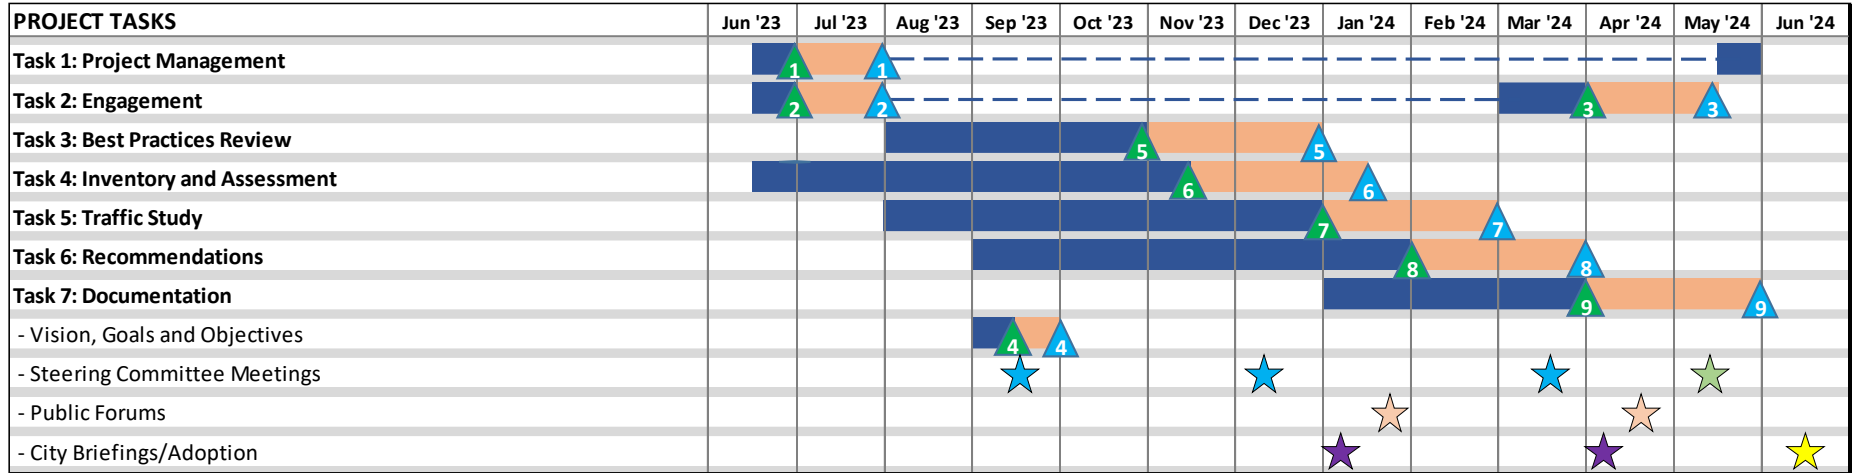 PROJECT TASKS Jun '23 Jul '23 Aug '23 Sep '23 Oct '23 Nov '23 Dec '23 Jan '24 Feb '24 Mar '24 Apr '24 May '24 Jun '24
Task 1: Project Management 1 1
Task 2: Engagement 2 2 3 3
Task 3: Best Practices Review 5 5
Task 4: Inventory and Assessment 6 6
Task 5: Traffic Study 7 7
Task 6: Recommendations 8 8
Task 7: Documentation 9 9
- Vision, Goals and Objectives 4 4
- Steering Committee Meetings
- Public Forums
- City Briefings/Adoption